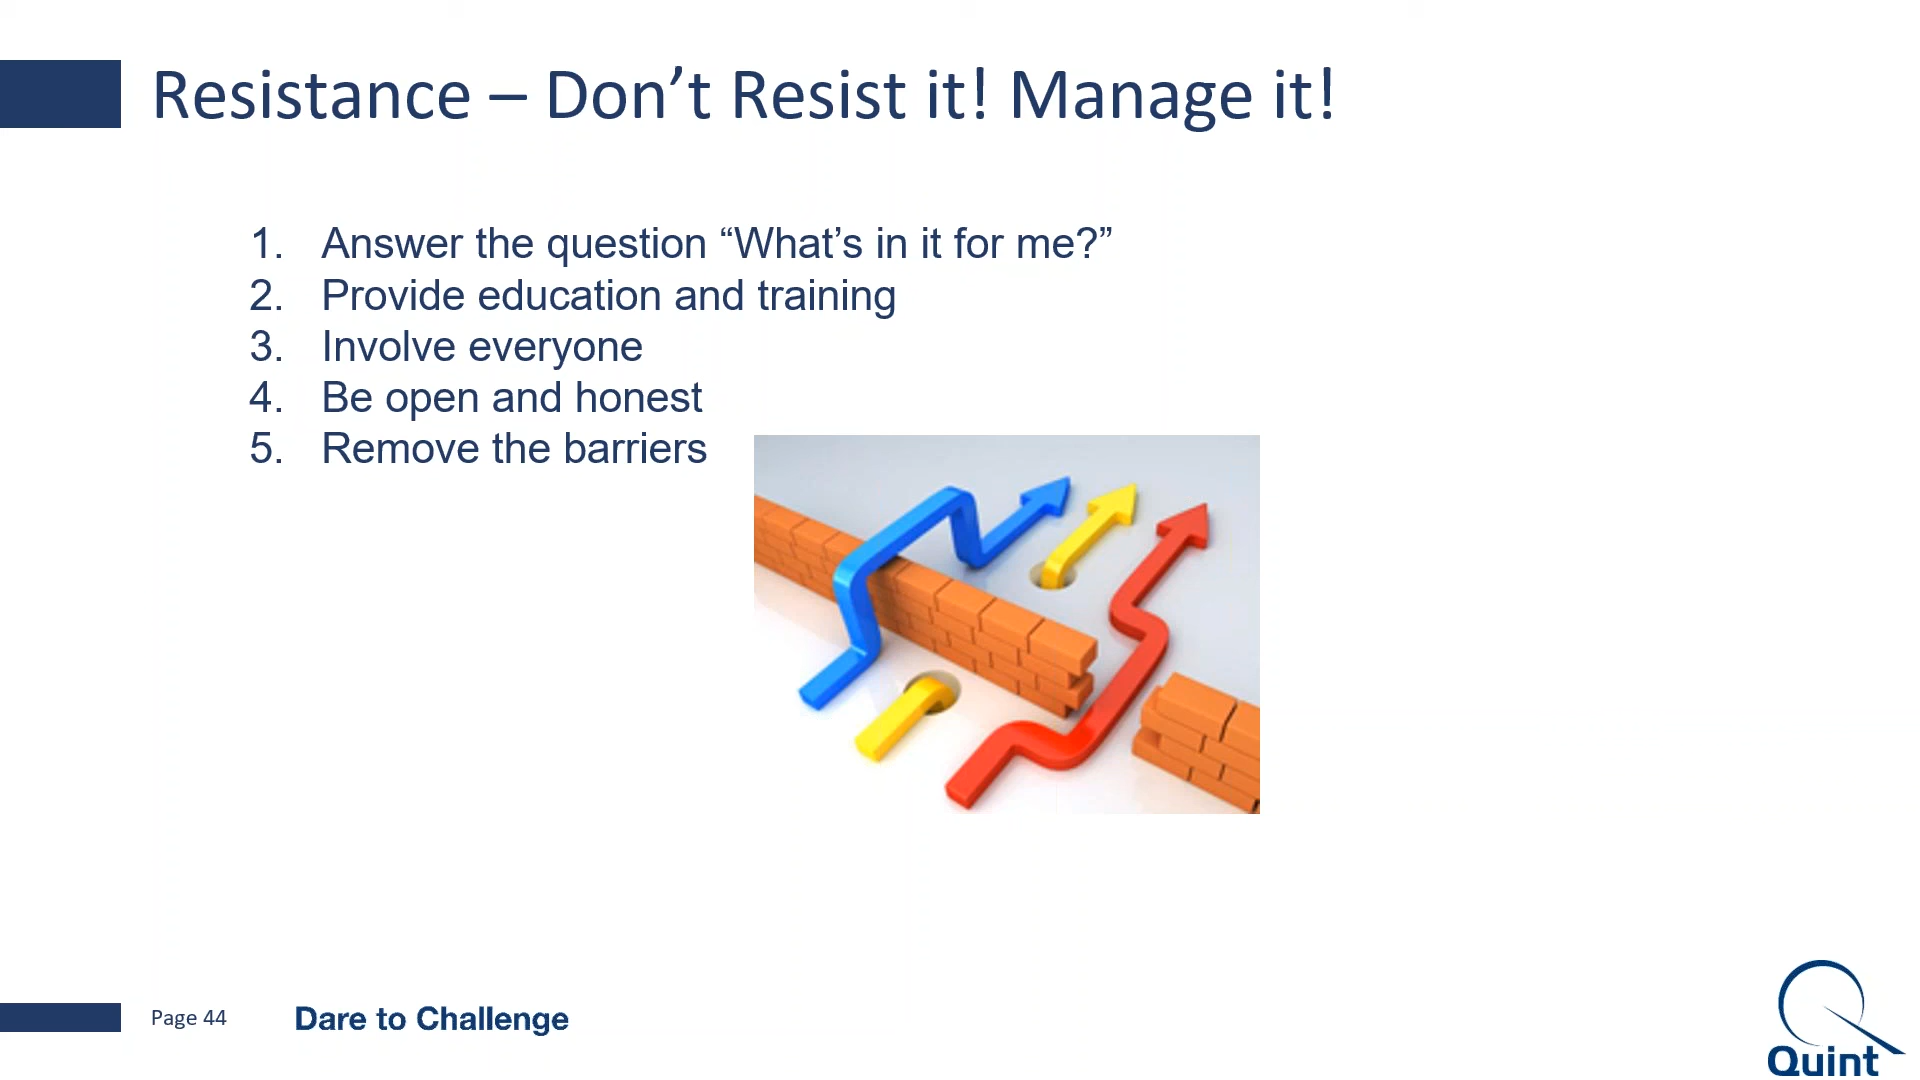 Resistance – Don’t Resist it! Manage it!
1. Answer the question “What’s in it for me?”
2. Provide education and training
3. Involve everyone
4. Be open and honest
5. Remove the barriers
Page 44
Dare to Challenge
Quint